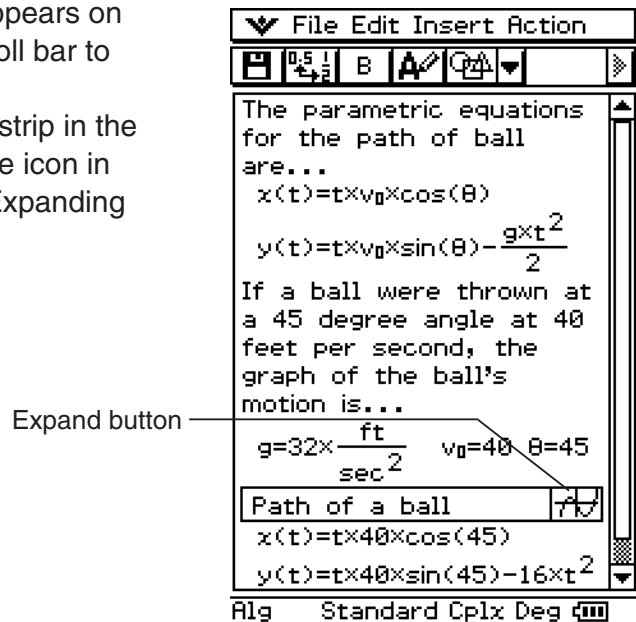 ppears on
oll bar to
strip in the
e icon in
Expanding
File Edit Insert Action
0.5 1 2 B A
The parametric equations
for the path of ball
are...
x(t)=t×v₀×cos(θ)
y(t)=t×v₀×sin(θ)−g×t²/2
If a ball were thrown at
a 45 degree angle at 40
feet per second, the
graph of the ball's
motion is...
g=32×ft/sec² v₀=40 θ=45
Expand button
Path of a ball
x(t)=t×40×cos(45)
y(t)=t×40×sin(45)−16×t²
Alg Standard Cplx Deg